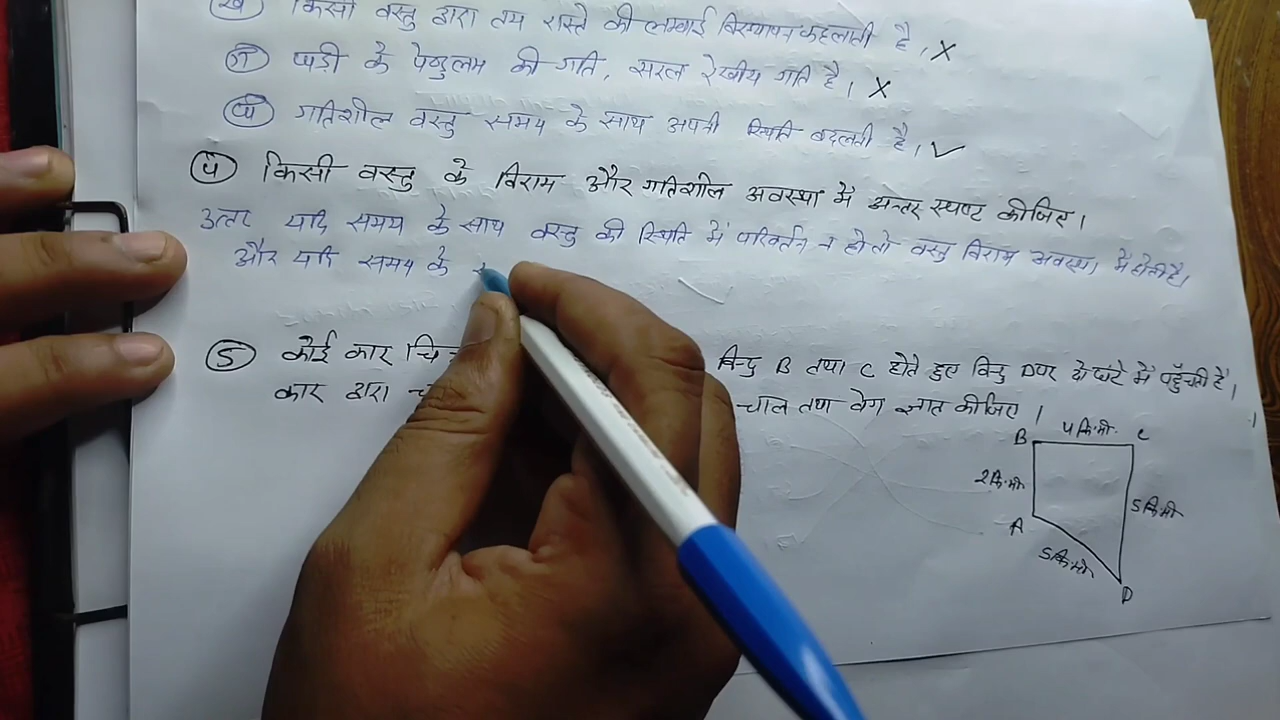 (ख) किसी वस्तु द्वारा तय रास्ते की लम्बाई विस्थापन कहलाती है, ×
(ग) घड़ी के पेण्डुलम की गति, सरल रेखीय गति है। ×
(घ) गतिशील वस्तु समय के साथ अपनी स्थिति बदलती है, ✓
(4) किसी वस्तु के विराम और गतिशील अवस्था में अन्तर स्पष्ट कीजिए।
उत्तर यदि समय के साथ वस्तु की स्थिति में परिवर्तन न हो तो वस्तु विराम अवस्था में होती है।
और यदि समय के
(5) कोई कार बिन्दु B तथा C होते हुए बिन्दु D पर दो घंटे में पहुँचती है।
कार द्वारा चाल तथा वेग ज्ञात कीजिए।
B 4 कि.मी. C
2 कि.मी.
5 कि.मी
A
5 कि.मी.
D